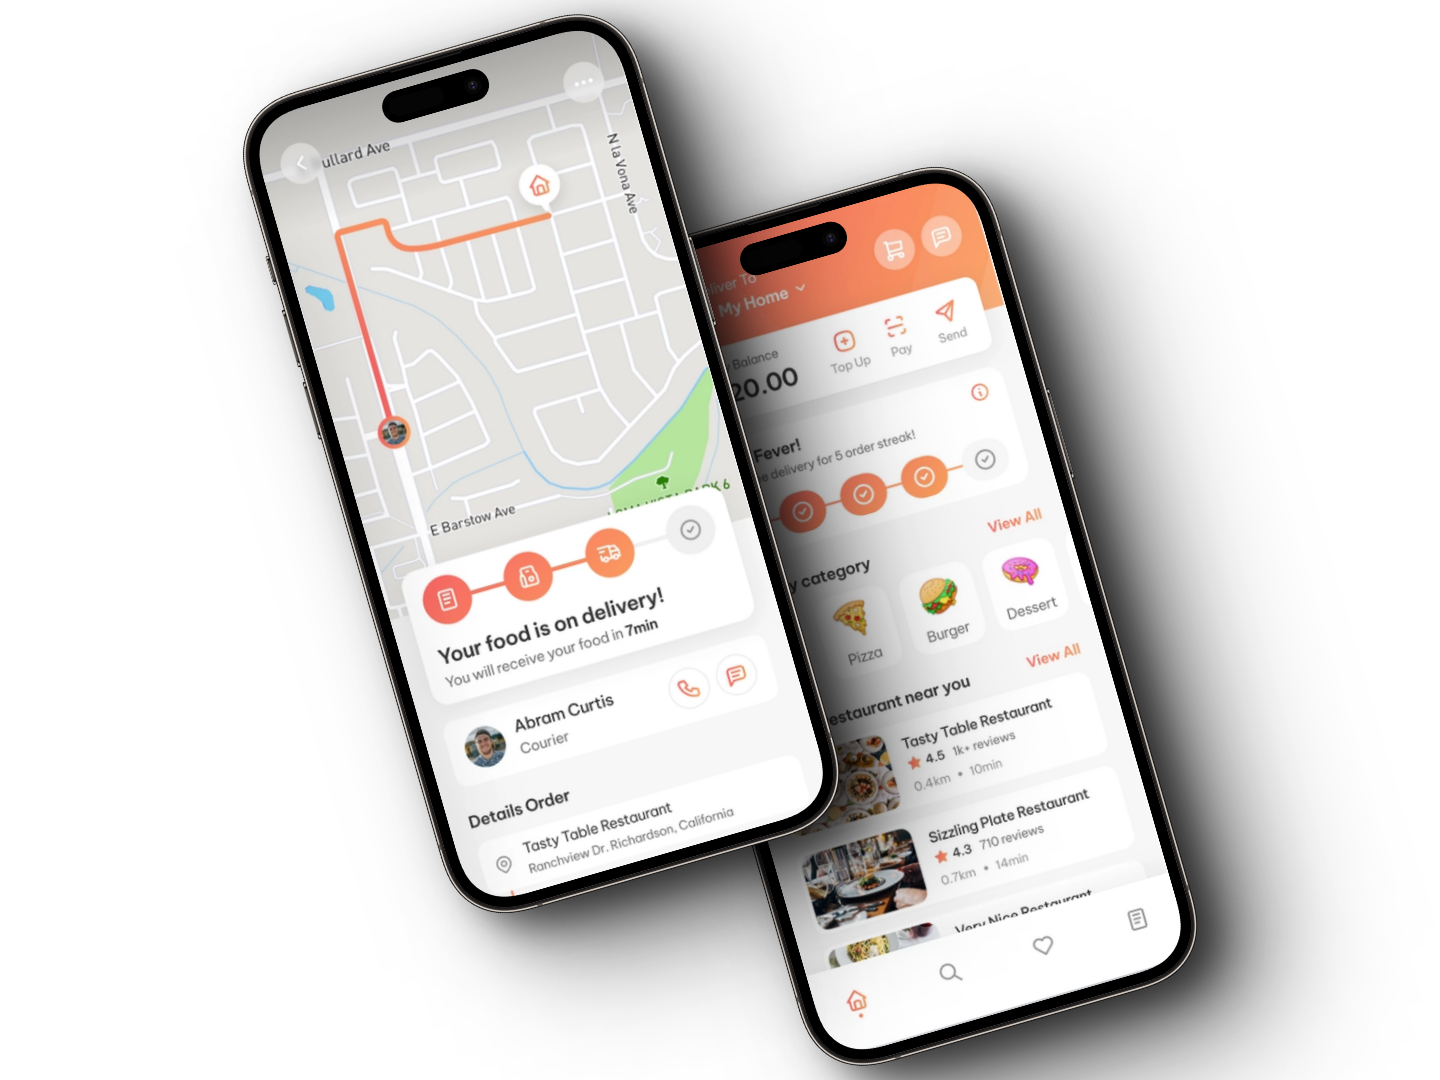 ullard Ave
N la Vona Ave
E Barstow Ave
6
Your food is on delivery!
You will receive your food in 7min
Abram Curtis
Courier
Details Order
Tasty Table Restaurant
Ranchview Dr. Richardson, California
liver To
My Home
Balance
20.00
Top Up
Pay
Send
Fever!
e delivery for 5 order streak!
View All
y category
Pizza
Burger
Dessert
View All
estaurant near you
Tasty Table Restaurant
4.5 1k+ reviews
0.4km • 10min
Sizzling Plate Restaurant
4.3 710 reviews
0.7km • 14min
Very Nice Restaurant